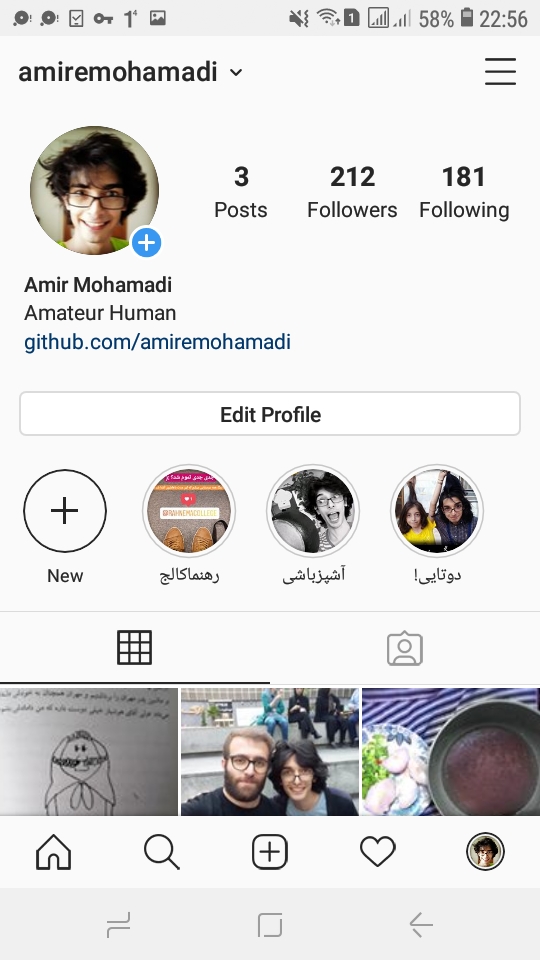 58% 22:56
amiremohamadi
3 212 181
Posts Followers Following
Amir Mohamadi
Amateur Human
github.com/amiremohamadi
Edit Profile
@RAHNEMACOLLEGE
New رهنماکالج آشپزباشی دوتایی!